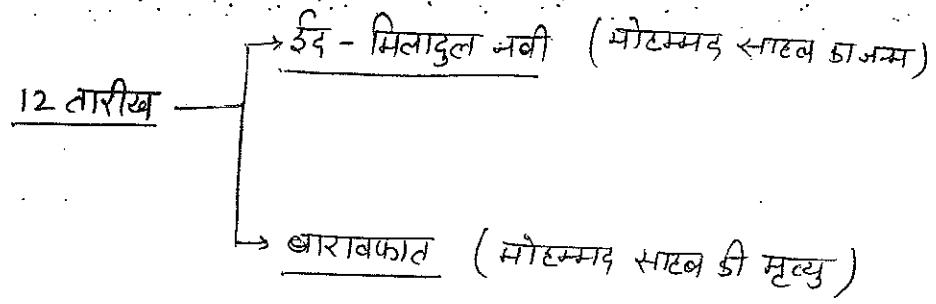 ईद - मिलादुल नबी (मोहम्मद साहब का जन्म)
12 तारीख
बारावफात (मोहम्मद साहब की मृत्यु)